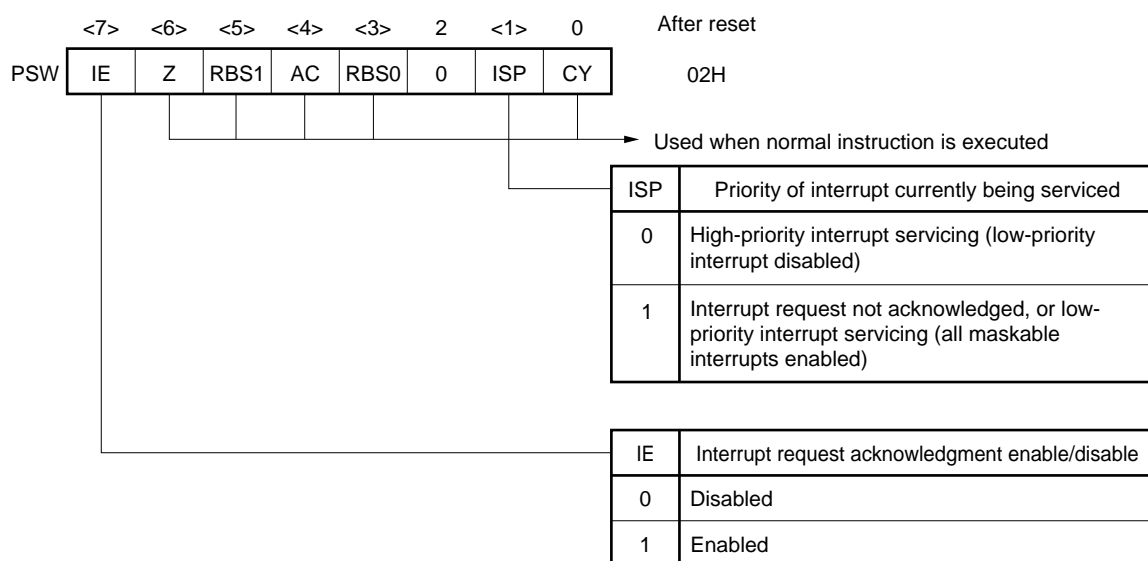 <7> <6> <5> <4> <3> 2 <1> 0 After reset
PSW IE Z RBS1 AC RBS0 0 ISP CY 02H
Used when normal instruction is executed
ISP Priority of interrupt currently being serviced
0 High-priority interrupt servicing (low-priority
interrupt disabled)
1 Interrupt request not acknowledged, or low-
priority interrupt servicing (all maskable
interrupts enabled)
IE Interrupt request acknowledgment enable/disable
0 Disabled
1 Enabled